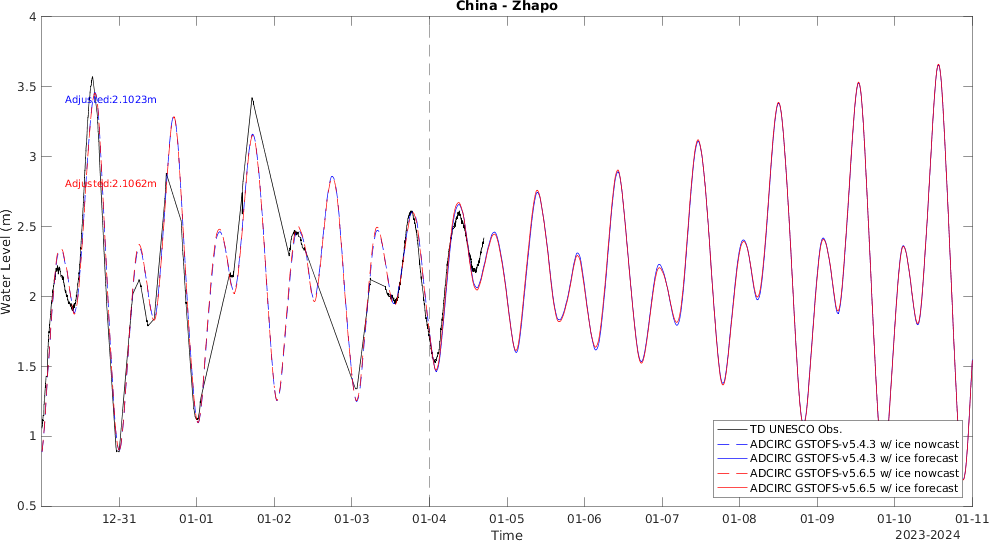 China - Zhapo
Water Level (m)
4
3.5
3
2.5
2
1.5
1
0.5
Adjusted:2.1023m
Adjusted:2.1062m
TD UNESCO Obs.
ADCIRC GSTOFS-v5.4.3 w/ ice nowcast
ADCIRC GSTOFS-v5.4.3 w/ ice forecast
ADCIRC GSTOFS-v5.6.5 w/ ice nowcast
ADCIRC GSTOFS-v5.6.5 w/ ice forecast
12-31 01-01 01-02 01-03 01-04 01-05 01-06 01-07 01-08 01-09 01-10 01-11
Time
2023-2024